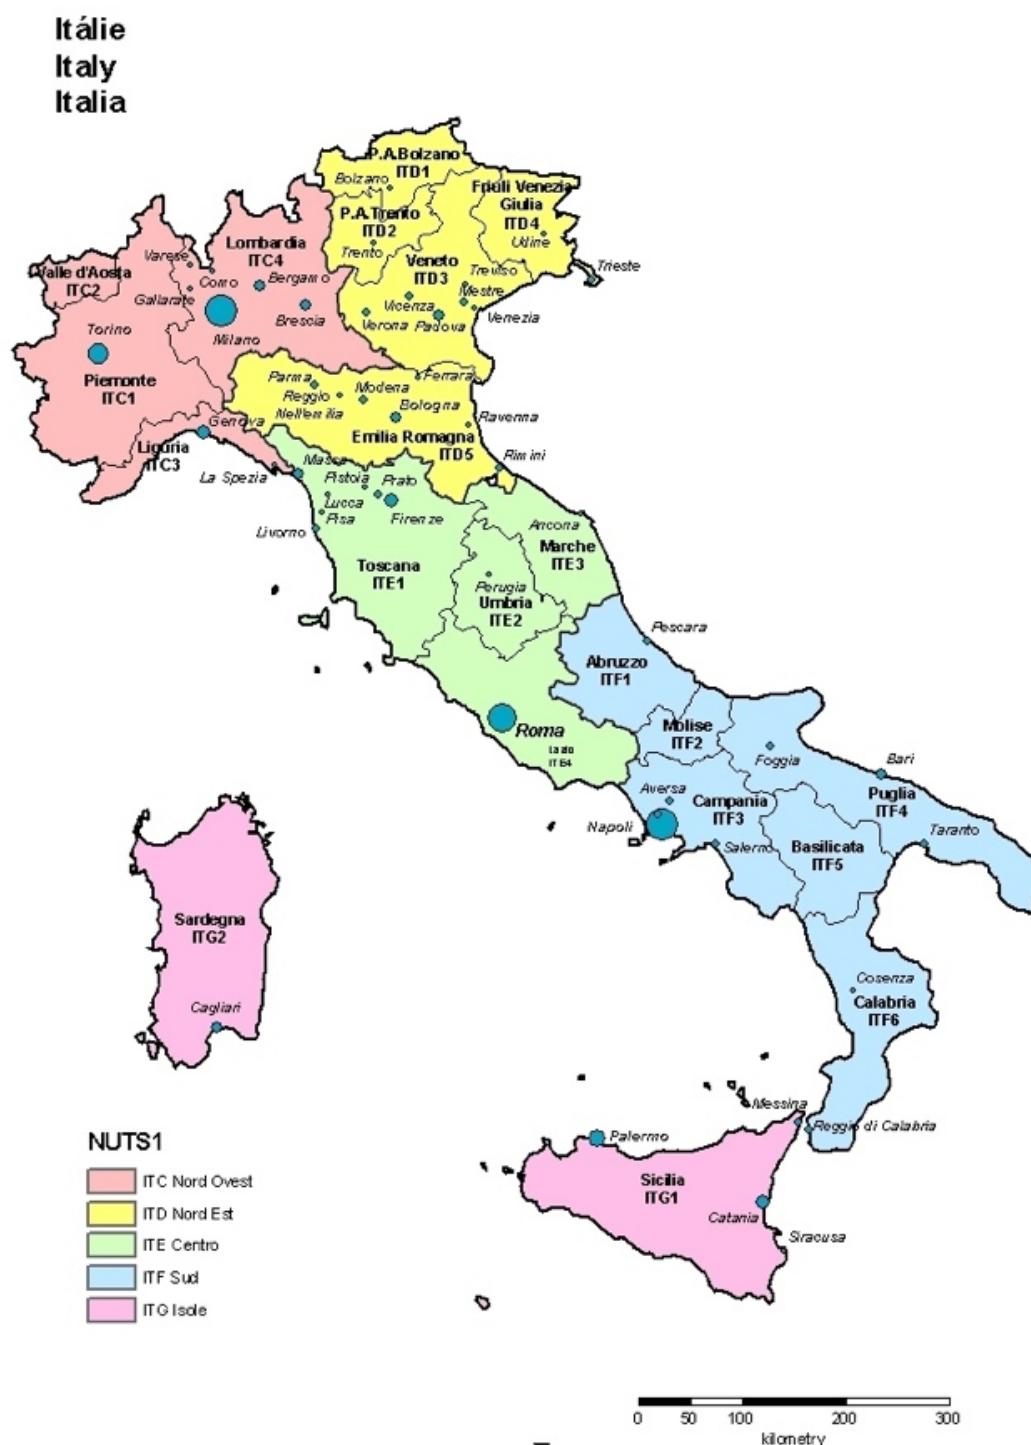 Itálie
Italy
Italia
P.A.Bolzano
ITD1
Bolzano
Friuli Venezia
Giulia
ITD4
Udine
P.A.Trento
ITD2
Trento
Lombardia
ITC4
Varese
Como
Bergamo
Gallarate
Brescia
Milano
Valle d'Aosta
ITC2
Veneto
ITD3
Treviso
Mestre
Vicenza
Verona
Padova
Venezia
Trieste
Torino
Piemonte
ITC1
Parma
Reggio
Nell'emilia
Modena
Ferrara
Bologna
Ravenna
Emilia Romagna
ITD5
Rimini
Genova
Liguria
ITC3
La Spezia
Massa
Pistoia
Prato
Lucca
Pisa
Firenze
Livorno
Toscana
ITE1
Ancona
Marche
ITE3
Perugia
Umbria
ITE2
Pescara
Abruzzo
ITF1
Roma
Lazio
ITE4
Molise
ITF2
Foggia
Bari
Puglia
ITF4
Taranto
Aversa
Campania
ITF3
Napoli
Salerno
Basilicata
ITF5
Sardegna
ITG2
Cagliari
Cosenza
Calabria
ITF6
Messina
Reggio di Calabria
Palermo
Sicilia
ITG1
Catania
Siracusa
NUTS1
ITC Nord Ovest
ITD Nord Est
ITE Centro
ITF Sud
ITG Isole
0 50 100 200 300
kilometry